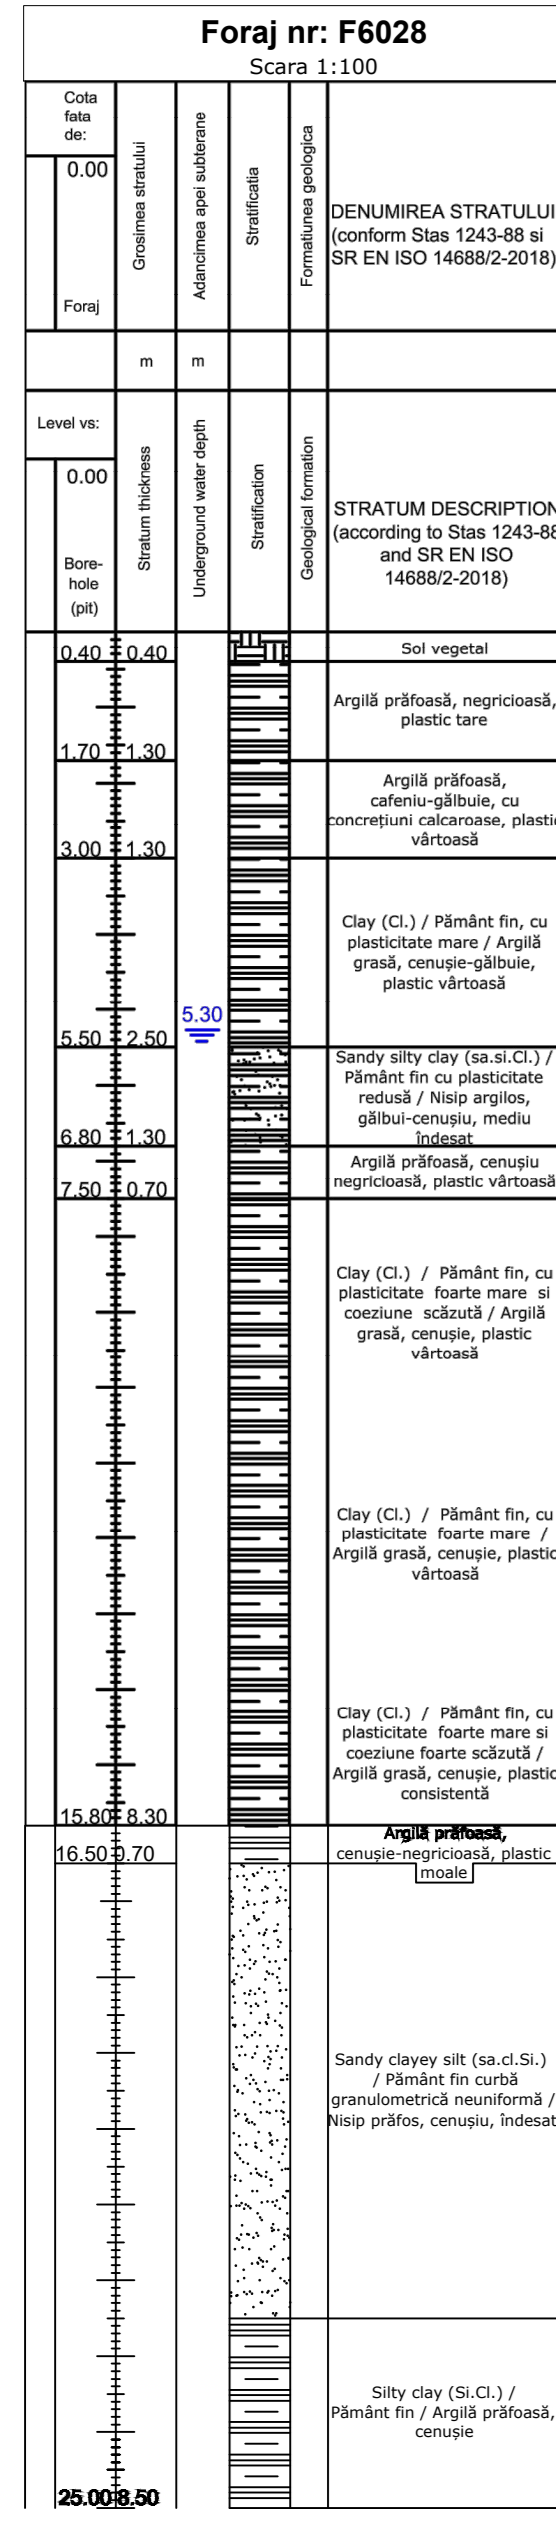 Foraj nr: F6028
Scara 1:100
Cota
fata
de:
0.00
Foraj
Grosimea stratului
Adancimea apei subterane
Stratificatia
Formatiunea geologica
DENUMIREA STRATULUI
(conform Stas 1243-88 si
SR EN ISO 14688/2-2018)
m
m
Level vs:
0.00
Bore-
hole
(pit)
Stratum thickness
Underground water depth
Stratification
Geological formation
STRATUM DESCRIPTION
(according to Stas 1243-88
and SR EN ISO
14688/2-2018)
0.40 0.40
Sol vegetal
Argilă prăfoasă, negricioasă,
plastic tare
1.70 1.30
Argilă prăfoasă,
cafeniu-gălbuie, cu
concrețiuni calcaroase, plastic
vârtoasă
3.00 1.30
Clay (Cl.) / Pământ fin, cu
plasticitate mare / Argilă
grasă, cenușie-gălbuie,
plastic vârtoasă
5.30
5.50 2.50
Sandy silty clay (sa.si.Cl.) /
Pământ fin cu plasticitate
redusă / Nisip argilos,
gălbui-cenușiu, mediu
îndesat
6.80 1.30
Argilă prăfoasă, cenușiu
negricioasă, plastic vârtoasă
7.50 0.70
Clay (Cl.) / Pământ fin, cu
plasticitate foarte mare si
coeziune scăzută / Argilă
grasă, cenușie, plastic
vârtoasă
Clay (Cl.) / Pământ fin, cu
plasticitate foarte mare /
Argilă grasă, cenușie, plastic
vârtoasă
Clay (Cl.) / Pământ fin, cu
plasticitate foarte mare si
coeziune foarte scăzută /
Argilă grasă, cenușie, plastic
consistentă
15.80 8.30
Argilă prăfoasă,
cenușie-negricioasă, plastic
moale
16.50 0.70
Sandy clayey silt (sa.cl.Si.)
/ Pământ fin curbă
granulometrică neuniformă /
Nisip prăfos, cenușiu, îndesat
Silty clay (Si.Cl.) /
Pământ fin / Argilă prăfoasă,
cenușie
25.00 8.50